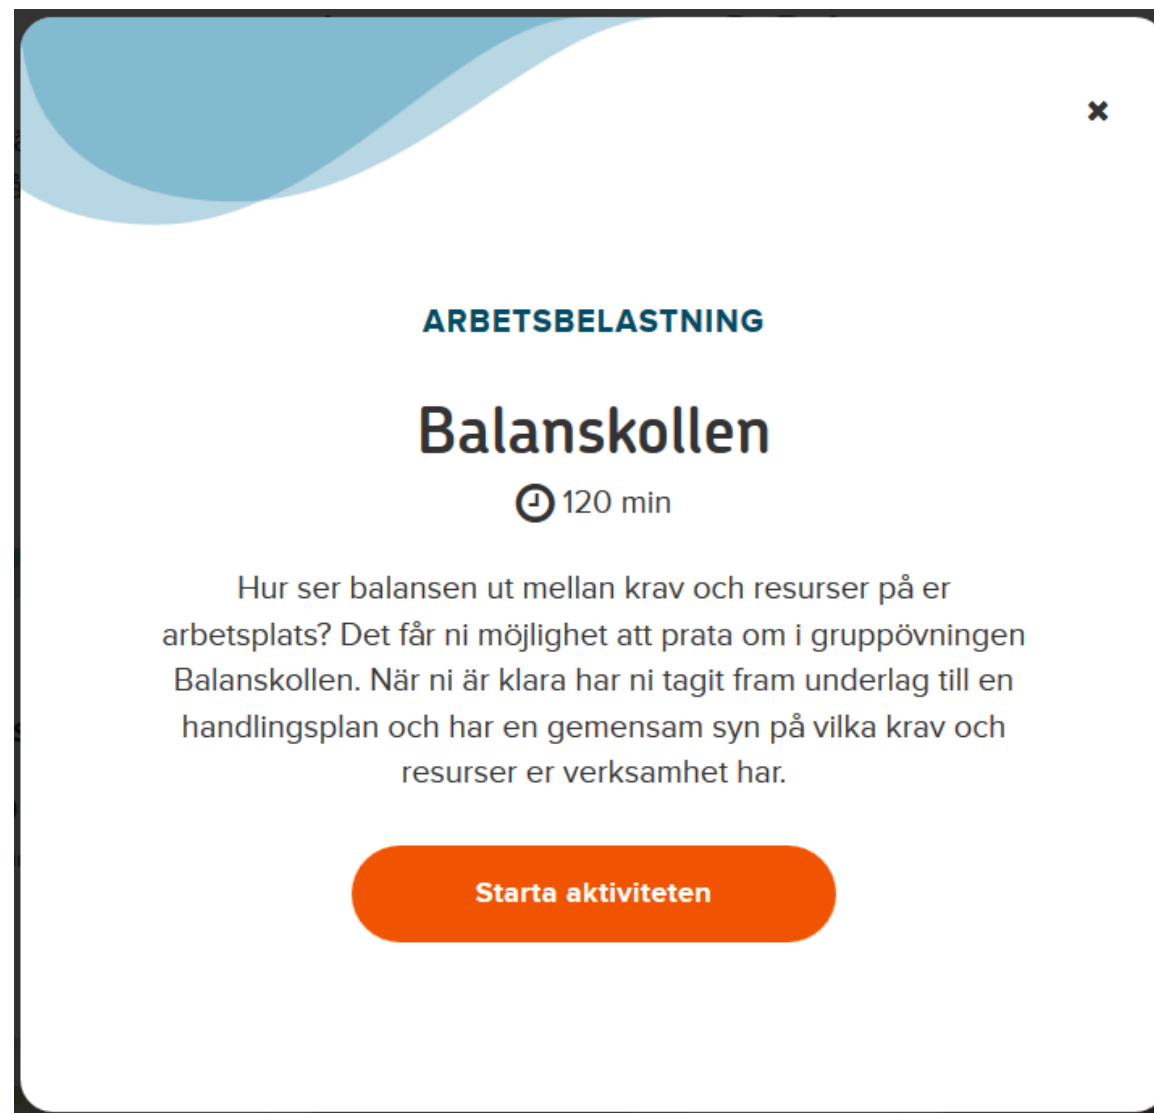 ARBETSBELASTNING
Balanskollen
120 min
Hur ser balansen ut mellan krav och resurser på er
arbetsplats? Det får ni möjlighet att prata om i gruppövningen
Balanskollen. När ni är klara har ni tagit fram underlag till en
handlingsplan och har en gemensam syn på vilka krav och
resurser er verksamhet har.
Starta aktiviteten